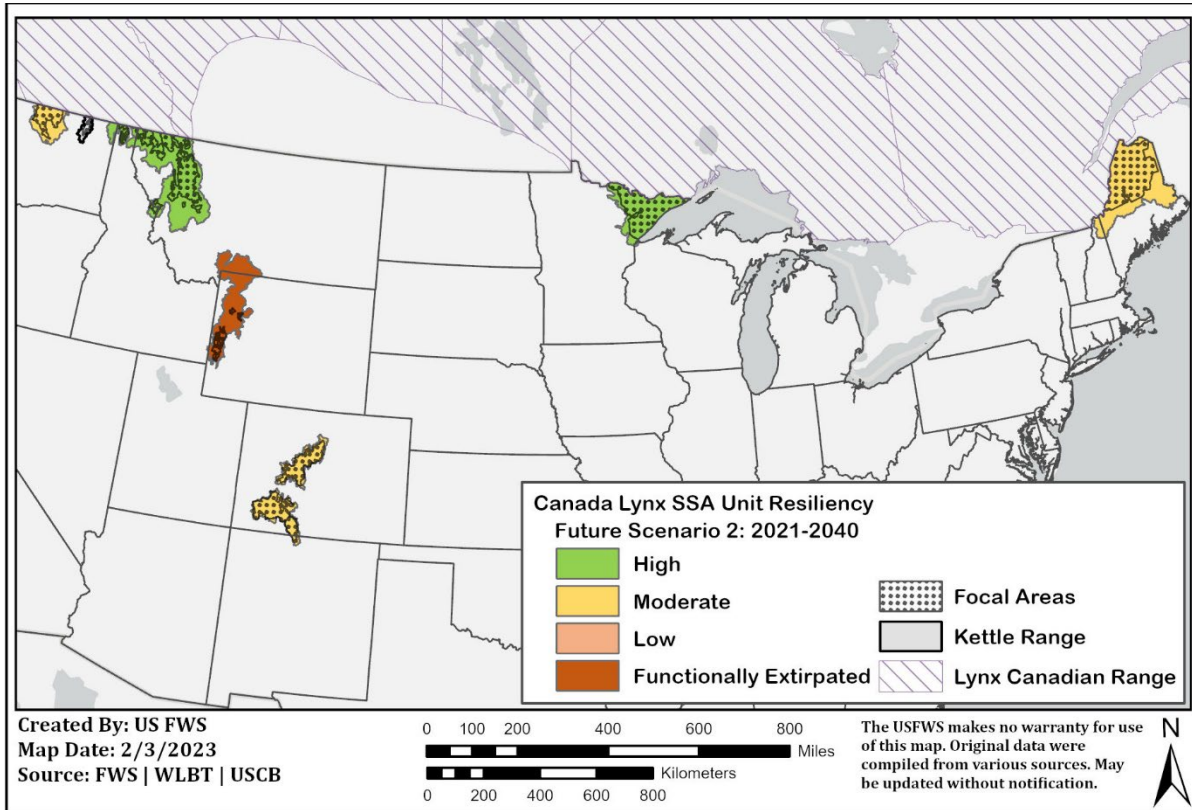 Canada Lynx SSA Unit Resiliency
Future Scenario 2: 2021-2040
High
Moderate
Low
Functionally Extirpated
Focal Areas
Kettle Range
Lynx Canadian Range
Created By: US FWS
Map Date: 2/3/2023
Source: FWS | WLBT | USCB
0 100 200 400 600 800
Miles
Kilometers
0 200 400 600 800
The USFWS makes no warranty for use
of this map. Original data were
compiled from various sources. May
be updated without notification.
N